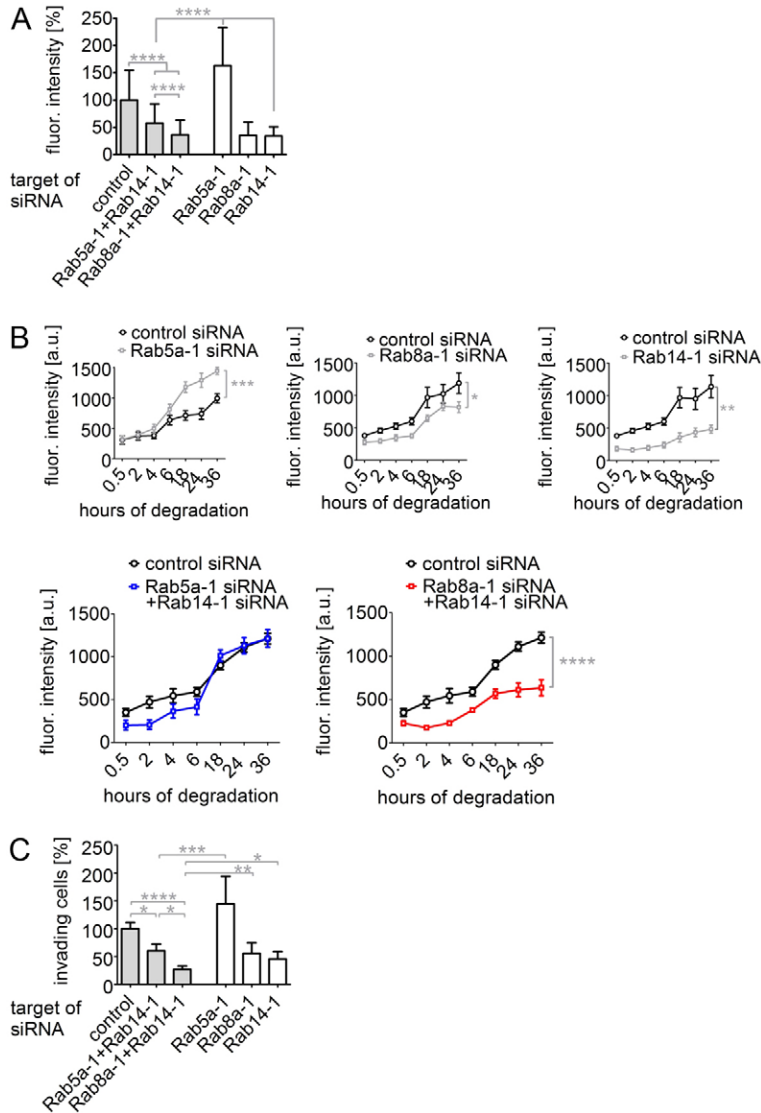 A
fluor. intensity [%]
250
200
150
100
50
0
****
****
****
target of
siRNA
control
Rab5a-1+Rab14-1
Rab8a-1+Rab14-1
Rab5a-1
Rab8a-1
Rab14-1
B
control siRNA
Rab5a-1 siRNA
fluor. intensity [a.u.]
1500
1000
500
0
***
0.5 2 4 6 18 24 36
hours of degradation
control siRNA
Rab8a-1 siRNA
fluor. intensity [a.u.]
1500
1000
500
0
*
0.5 2 4 6 18 24 36
hours of degradation
control siRNA
Rab14-1 siRNA
fluor. intensity [a.u.]
1500
1000
500
0
**
0.5 2 4 6 18 24 36
hours of degradation
control siRNA
Rab5a-1 siRNA
+Rab14-1 siRNA
fluor. intensity [a.u.]
1500
1000
500
0
0.5 2 4 6 18 24 36
hours of degradation
control siRNA
Rab8a-1 siRNA
+Rab14-1 siRNA
fluor. intensity [a.u.]
1500
1000
500
0
****
0.5 2 4 6 18 24 36
hours of degradation
C
invading cells [%]
250
200
150
100
50
0
***
*
**
****
*
*
target of
siRNA
control
Rab5a-1+Rab14-1
Rab8a-1+Rab14-1
Rab5a-1
Rab8a-1
Rab14-1